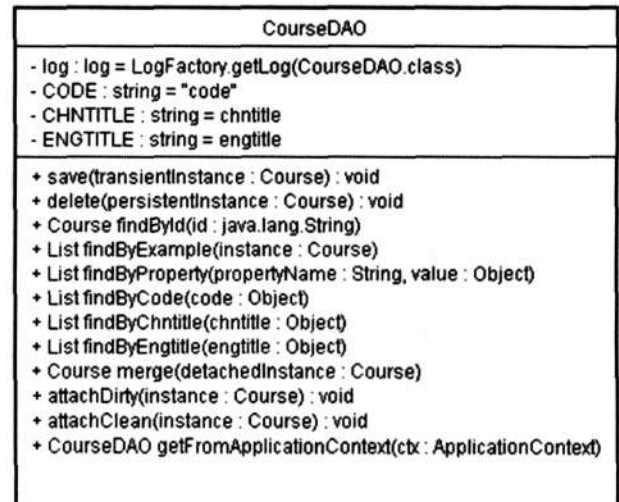 CourseDAO
- log : log = LogFactory.getLog(CourseDAO.class)
- CODE : string = "code"
- CHNTITLE : string = chntitle
- ENGTITLE : string = engtitle
+ save(transientInstance : Course) : void
+ delete(persistentInstance : Course) : void
+ Course findById(id : java.lang.String)
+ List findByExample(instance : Course)
+ List findByProperty(propertyName : String, value : Object)
+ List findByCode(code : Object)
+ List findByChntitle(chntitle : Object)
+ List findByEngtitle(engtitle : Object)
+ Course merge(detachedInstance : Course)
+ attachDirty(instance : Course) : void
+ attachClean(instance : Course) : void
+ CourseDAO getFromApplicationContext(ctx : ApplicationContext)